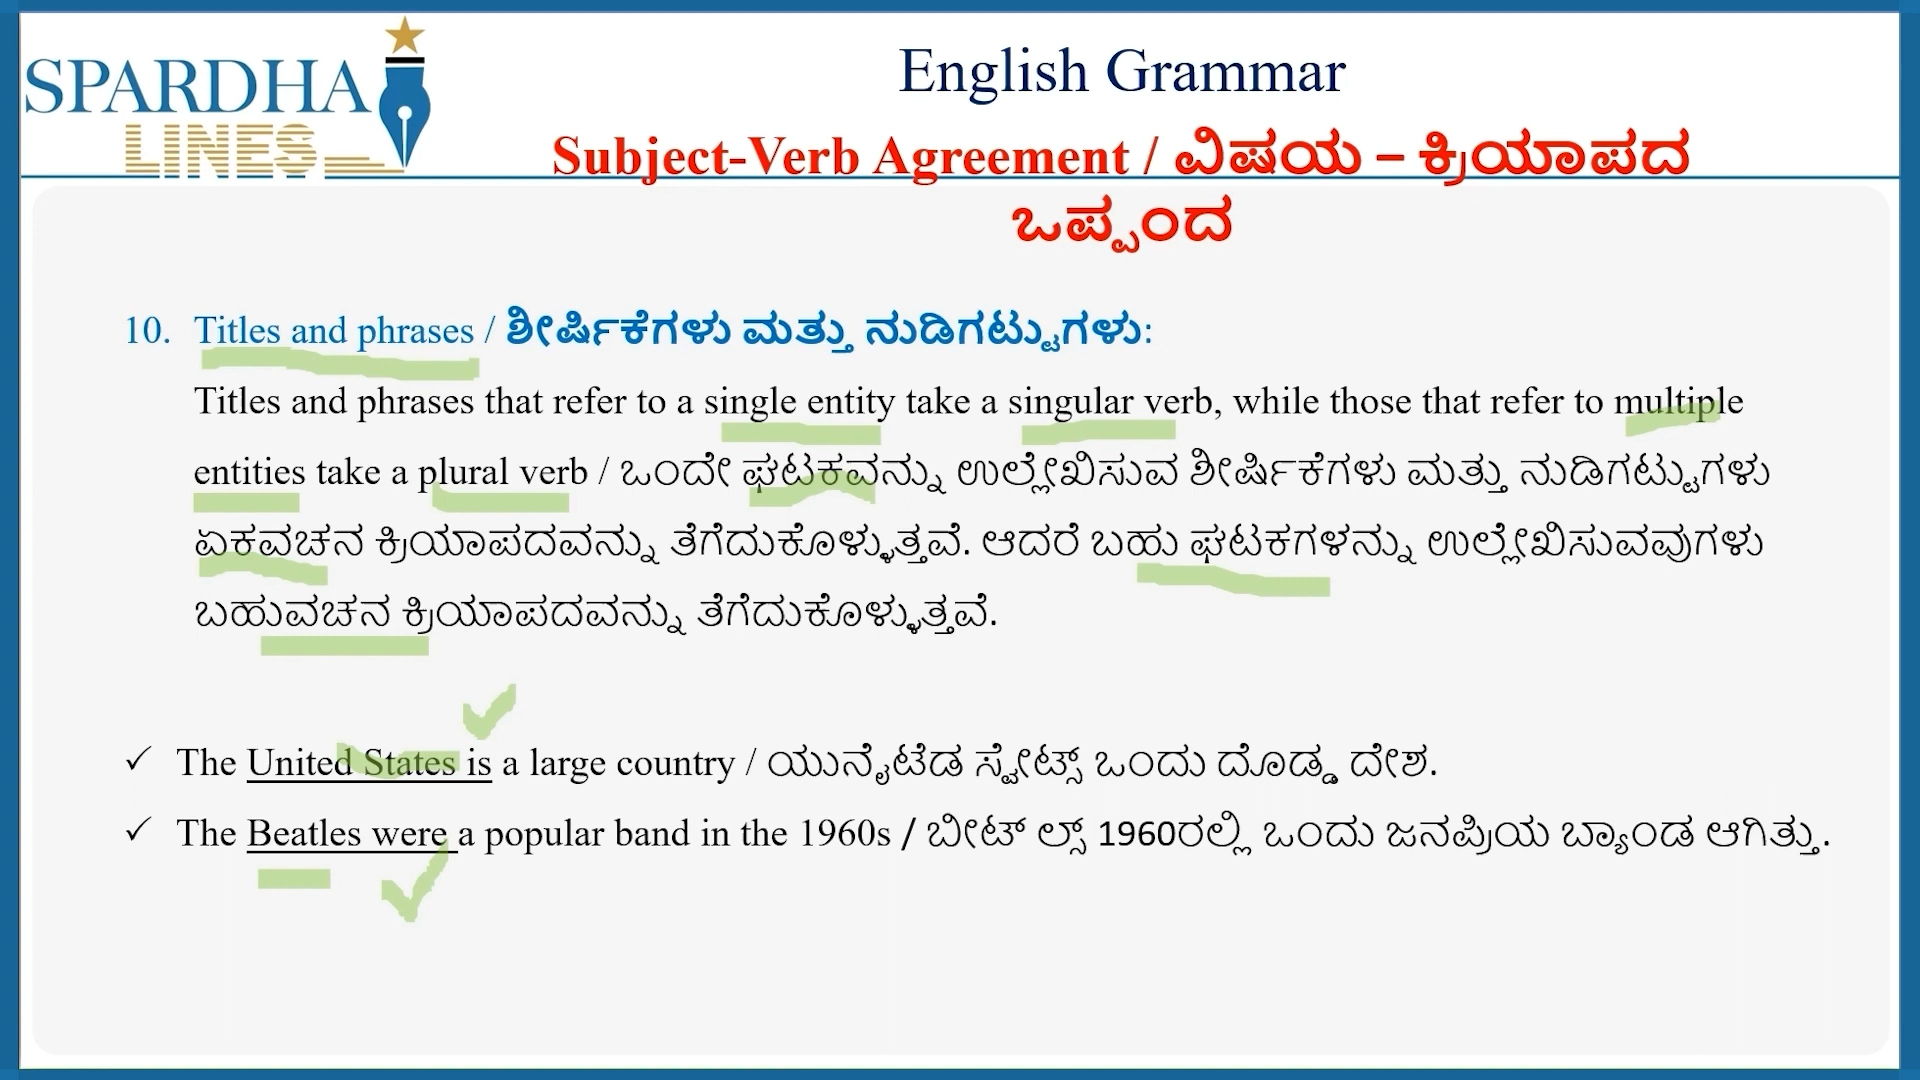 SPARDHA
LINES
English Grammar
Subject-Verb Agreement / ವಿಷಯ – ಕ್ರಿಯಾಪದ
ಒಪ್ಪಂದ
10. Titles and phrases / ಶೀರ್ಷಿಕೆಗಳು ಮತ್ತು ನುಡಿಗಟ್ಟುಗಳು:
Titles and phrases that refer to a single entity take a singular verb, while those that refer to multiple
entities take a plural verb / ಒಂದೇ ಘಟಕವನ್ನು ಉಲ್ಲೇಖಿಸುವ ಶೀರ್ಷಿಕೆಗಳು ಮತ್ತು ನುಡಿಗಟ್ಟುಗಳು
ಏಕವಚನ ಕ್ರಿಯಾಪದವನ್ನು ತೆಗೆದುಕೊಳ್ಳುತ್ತವೆ. ಆದರೆ ಬಹು ಘಟಕಗಳನ್ನು ಉಲ್ಲೇಖಿಸುವವುಗಳು
ಬಹುವಚನ ಕ್ರಿಯಾಪದವನ್ನು ತೆಗೆದುಕೊಳ್ಳುತ್ತವೆ.
✓ The United States is a large country / ಯುನೈಟೆಡ ಸ್ಟೇಟ್ಸ್ ಒಂದು ದೊಡ್ಡ ದೇಶ.
✓ The Beatles were a popular band in the 1960s / ಬೀಟ್ ಲ್ಸ್ 1960ರಲ್ಲಿ ಒಂದು ಜನಪ್ರಿಯ ಬ್ಯಾಂಡ ಆಗಿತ್ತು.